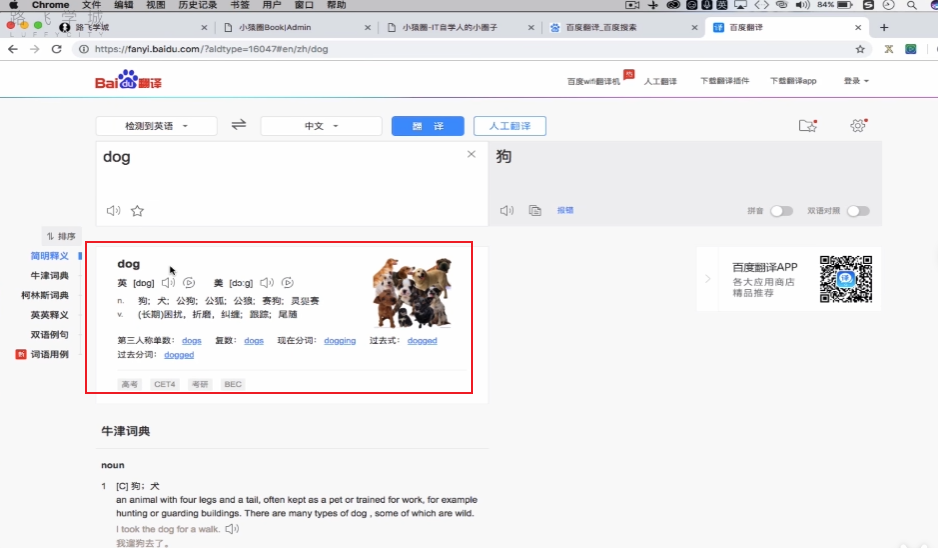 Chrome 文件 编辑 视图 历史记录 书签 用户 窗口 帮助 84%
路飞学城
LUFFYCITY
路飞学城 小猿圈Book|Admin 小猿圈-IT自学人的小圈子 百度翻译_百度搜索 百度翻译
https://fanyi.baidu.com/?aldtype=16047#en/zh/dog
Baidu翻译 百度wifi翻译机 人工翻译 下载翻译插件 下载翻译app 登录
检测到英语 中文 翻 译 人工翻译
dog 狗
报错 拼音 双语对照
排序
简明释义
牛津词典
柯林斯词典
英英释义
双语例句
新 词语用例
dog
英 [dɒɡ] 美 [dɔːɡ]
n. 狗; 犬; 公狗; 公狐; 公狼; 赛狗; 灵𤟥赛
v. (长期)困扰,折磨,纠缠; 跟踪; 尾随
第三人称单数: dogs 复数: dogs 现在分词: dogging 过去式: dogged
过去分词: dogged
高考 CET4 考研 BEC
百度翻译APP
各大应用商店
精品推荐
牛津词典
noun
1 [C] 狗; 犬
an animal with four legs and a tail, often kept as a pet or trained for work, for example
hunting or guarding buildings. There are many types of dog , some of which are wild.
I took the dog for a walk.
我遛狗去了。